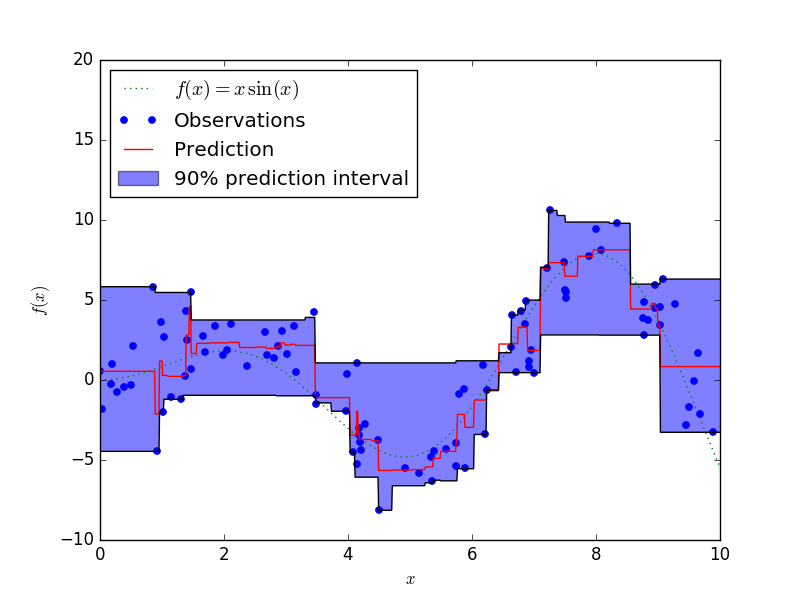 20
15
10
5
0
−5
−10
f(x)
f(x) = x sin(x)
Observations
Prediction
90% prediction interval
0 2 4 6 8 10
x